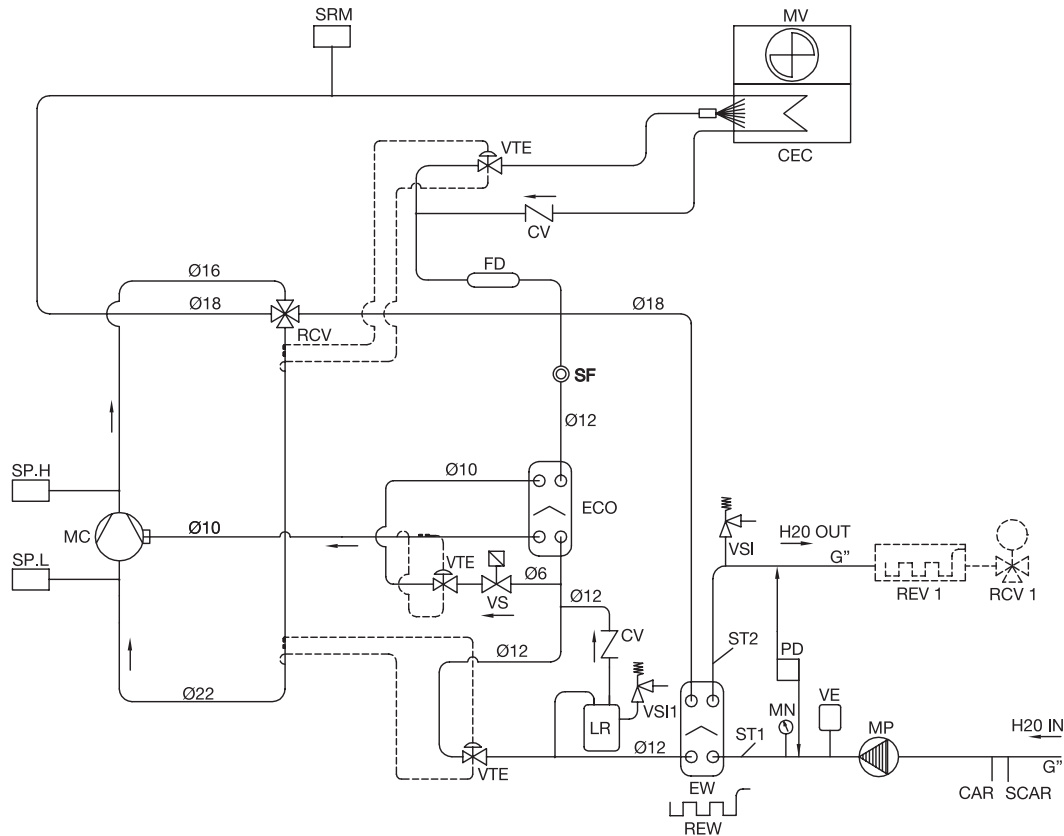 SRM
MV
VTE
CEC
CV
Ø16
FD
Ø18
Ø18
RCV
SF
Ø12
SP.H
Ø10
ECO
MC
Ø10
VSI
H20 OUT
G"
SP.L
VTE
Ø6
VS
REV 1
RCV 1
Ø12
CV
ST2
Ø12
PD
Ø22
VE
LR
VSI1
MN
MP
H20 IN
Ø12
ST1
G"
VTE
EW
CAR
SCAR
REW